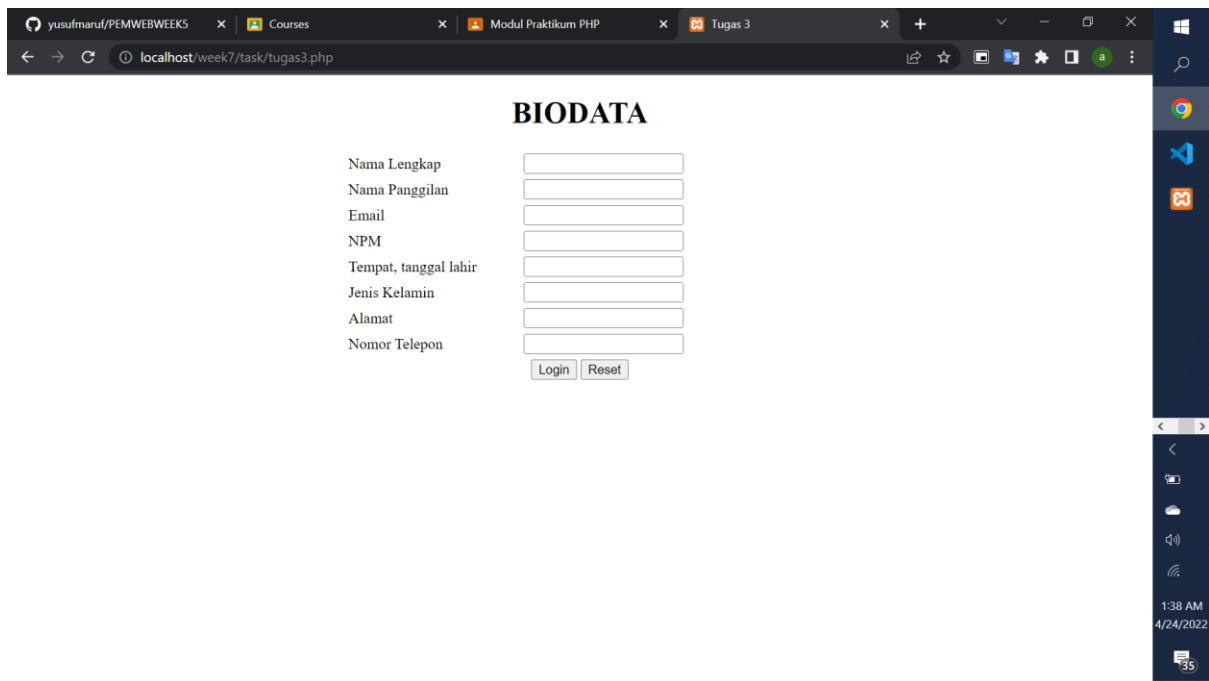 yusufmaruf/PEMWEBWEEK5 Courses Modul Praktikum PHP Tugas 3
localhost/week7/task/tugas3.php a
BIODATA
Nama Lengkap
Nama Panggilan
Email
NPM
Tempat, tanggal lahir
Jenis Kelamin
Alamat
Nomor Telepon
Login Reset
1:38 AM
4/24/2022
35